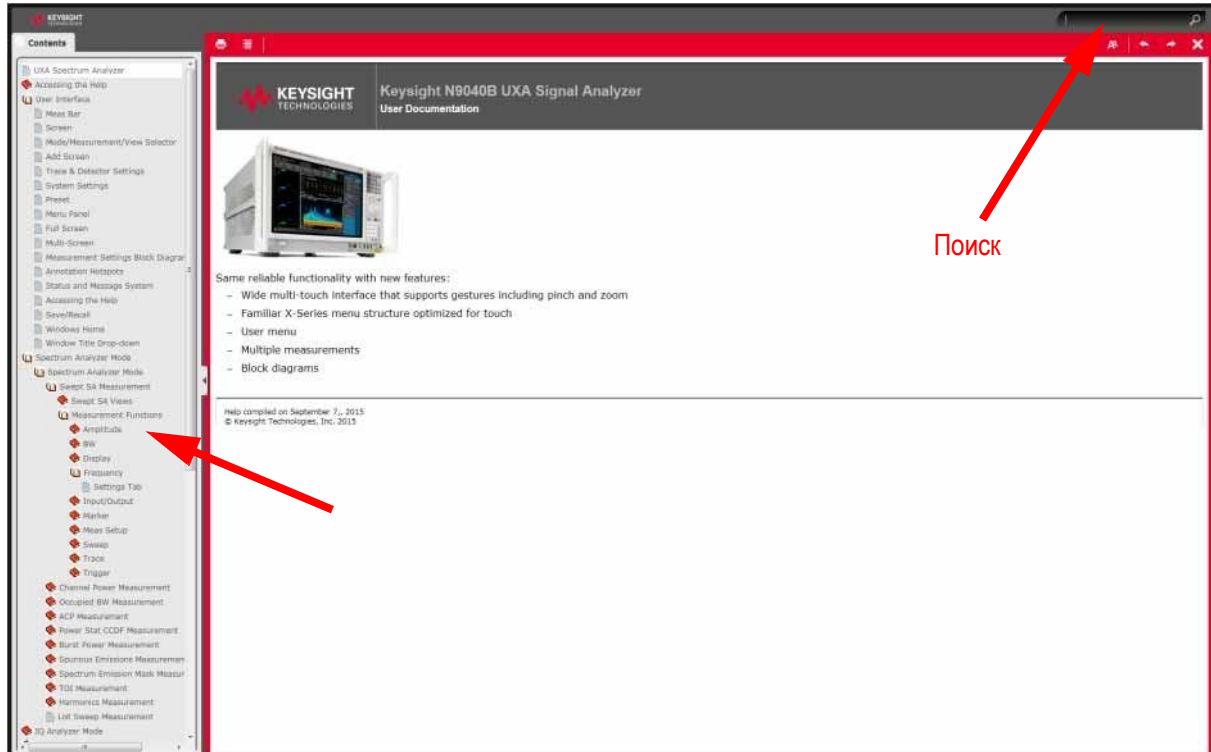 KEYSIGHT
TECHNOLOGIES
Contents
UXA Spectrum Analyzer
Accessing the Help
User Interface
Meas Bar
Screen
Mode/Measurement/View Selector
Add Screen
Trace & Detector Settings
System Settings
Preset
Menu Panel
Full Screen
Multi-Screen
Measurement Settings Block Diagrar
Annotation Hotspots
Status and Message System
Accessing the Help
Save/Recall
Windows Home
Window Title Drop-down
Spectrum Analyzer Mode
Spectrum Analyzer Mode
Swept SA Measurement
Swept SA Views
Measurement Functions
Amplitude
BW
Display
Frequency
Settings Tab
Input/Output
Marker
Meas Setup
Sweep
Trace
Trigger
Channel Power Measurement
Occupied BW Measurement
ACP Measurement
Power Stat CCDF Measurement
Burst Power Measurement
Spurious Emissions Measuremen
Spectrum Emission Mask Measur
TOI Measurement
Harmonics Measurement
List Sweep Measurement
IQ Analyzer Mode
KEYSIGHT
TECHNOLOGIES
Keysight N9040B UXA Signal Analyzer
User Documentation
Same reliable functionality with new features:
– Wide multi-touch interface that supports gestures including pinch and zoom
– Familiar X-Series menu structure optimized for touch
– User menu
– Multiple measurements
– Block diagrams
Help compiled on September 7,, 2015
© Keysight Technologies, Inc. 2015
Поиск